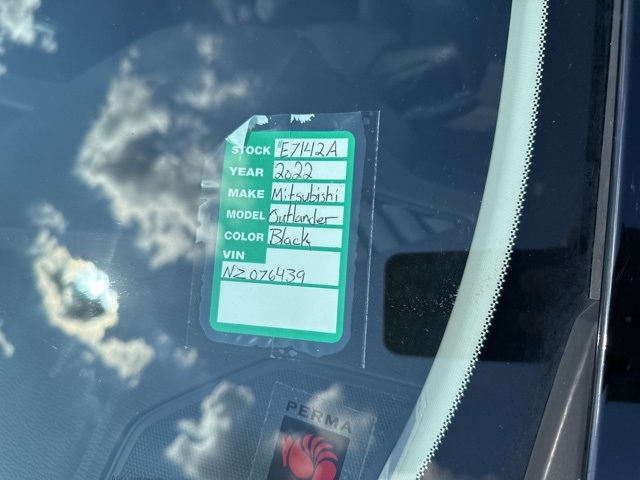 STOCK E7142A
YEAR 2022
MAKE Mitsubishi
MODEL Outlander
COLOR Black
VIN
NZ076439
PERMA